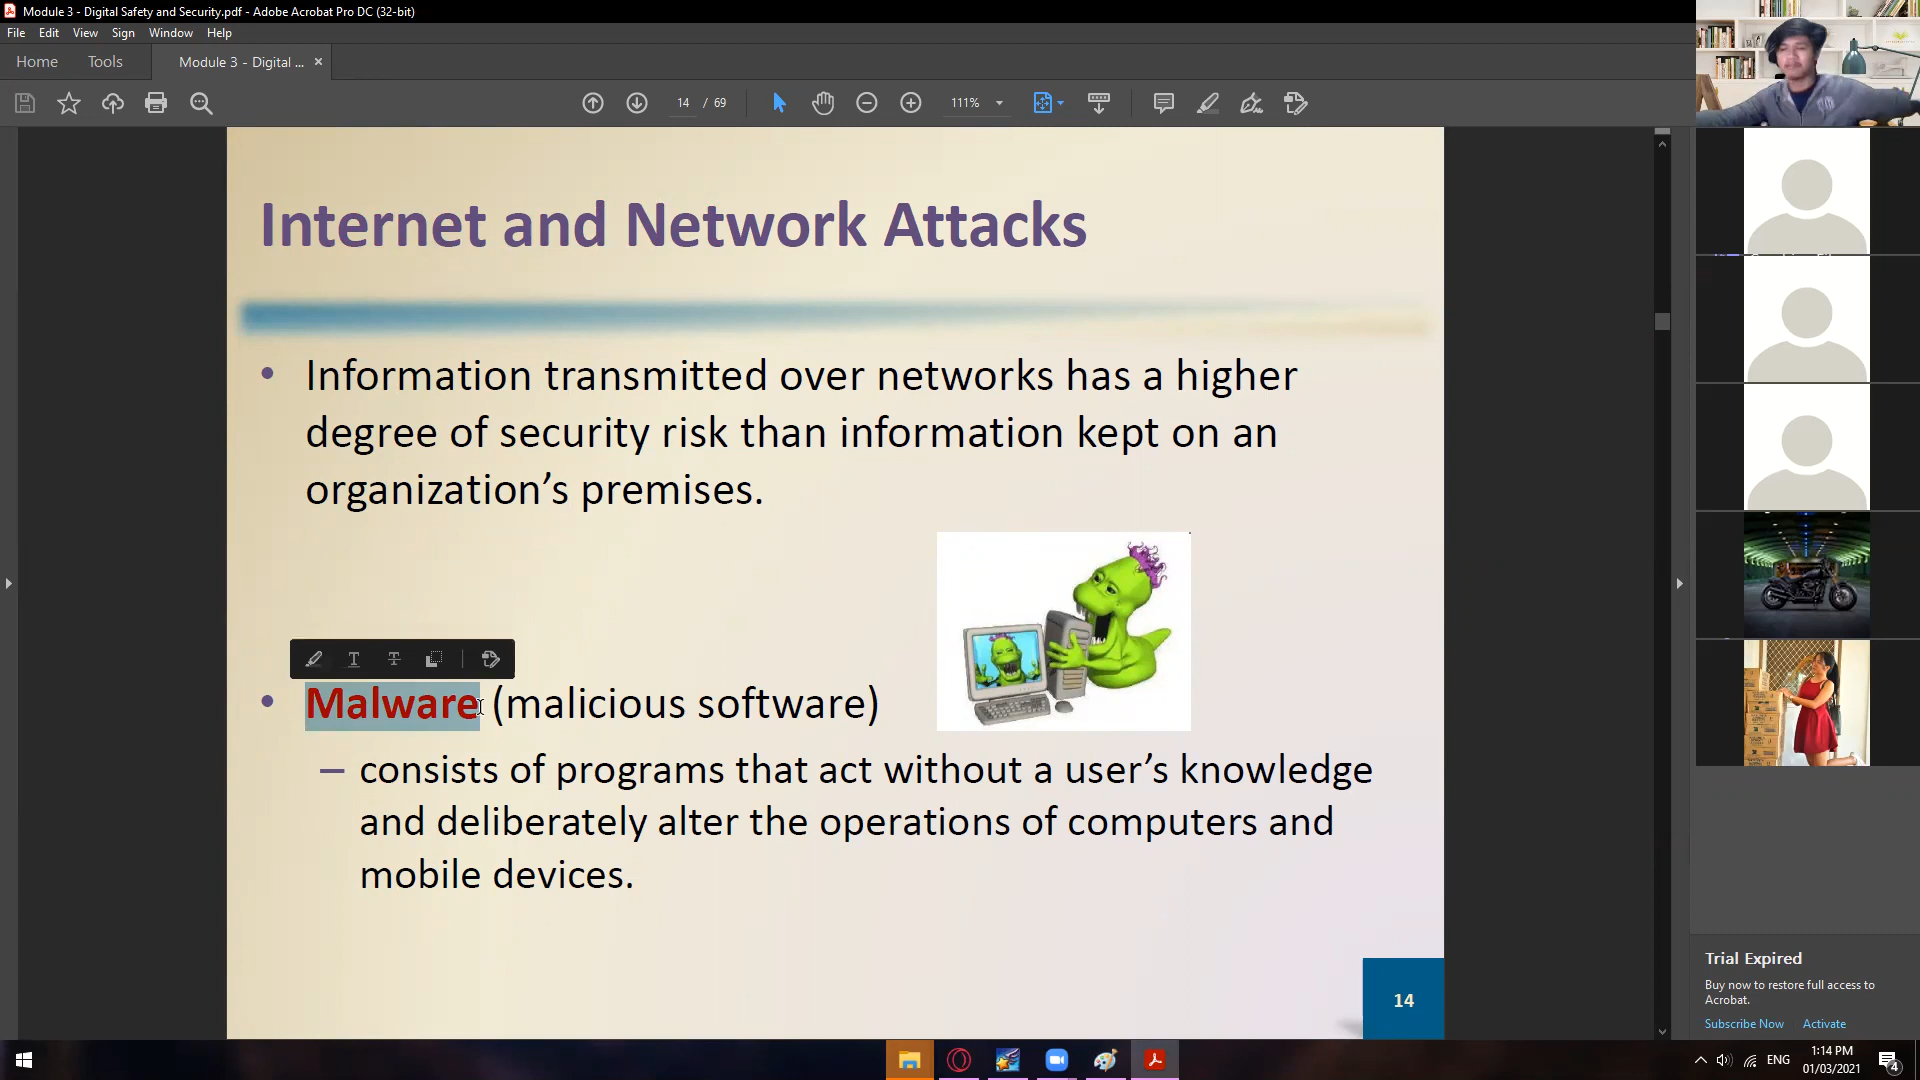 Module 3 - Digital Safety and Security.pdf - Adobe Acrobat Pro DC (32-bit)
File Edit View Sign Window Help
Home Tools Module 3 - Digital ... ×
14 / 69 111%
Internet and Network Attacks
• Information transmitted over networks has a higher
degree of security risk than information kept on an
organization’s premises.
• Malware (malicious software)
– consists of programs that act without a user’s knowledge
and deliberately alter the operations of computers and
mobile devices.
14
Trial Expired
Buy now to restore full access to
Acrobat.
Subscribe Now Activate
ENG
1:14 PM
01/03/2021
4